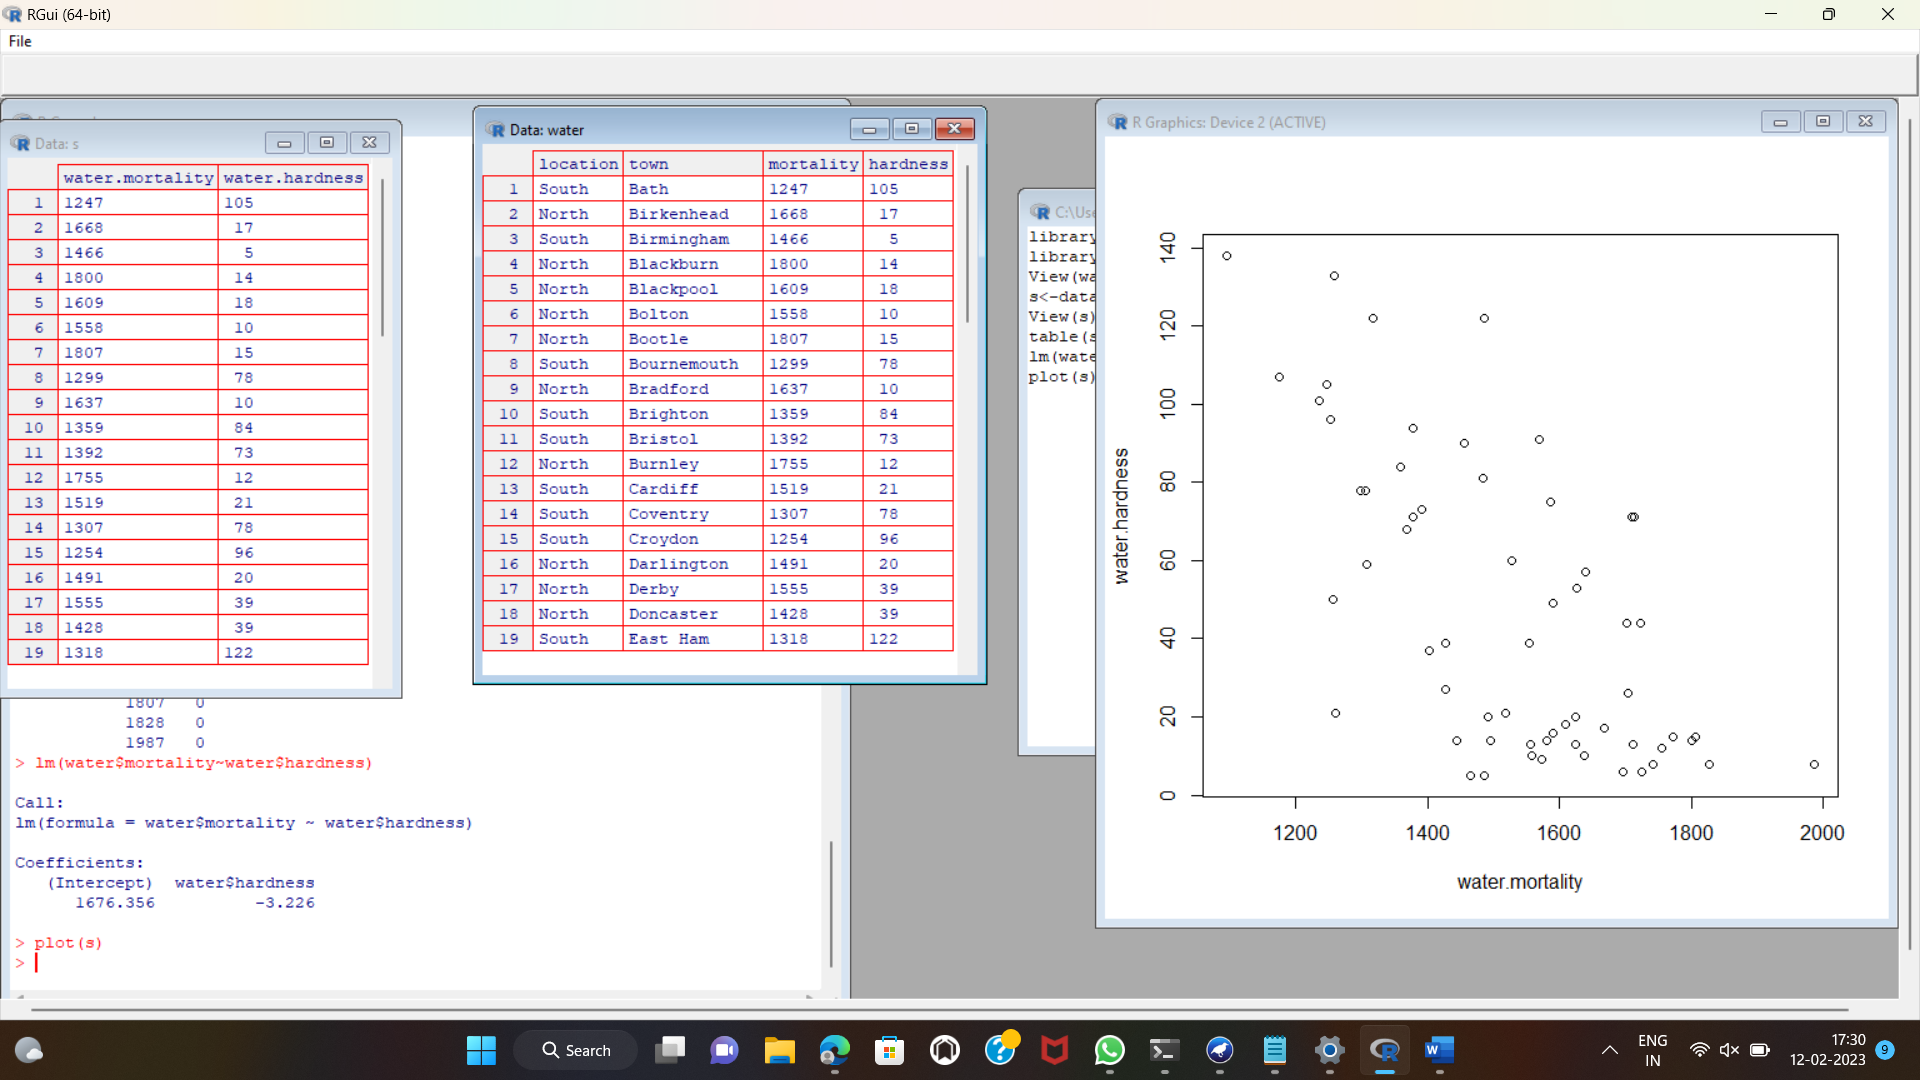 RGui (64-bit)
File
Data: s
water.mortality water.hardness
1 1247 105
2 1668 17
3 1466 5
4 1800 14
5 1609 18
6 1558 10
7 1807 15
8 1299 78
9 1637 10
10 1359 84
11 1392 73
12 1755 12
13 1519 21
14 1307 78
15 1254 96
16 1491 20
17 1555 39
18 1428 39
19 1318 122
Data: water
location town mortality hardness
1 South Bath 1247 105
2 North Birkenhead 1668 17
3 South Birmingham 1466 5
4 North Blackburn 1800 14
5 North Blackpool 1609 18
6 North Bolton 1558 10
7 North Bootle 1807 15
8 South Bournemouth 1299 78
9 North Bradford 1637 10
10 South Brighton 1359 84
11 South Bristol 1392 73
12 North Burnley 1755 12
13 South Cardiff 1519 21
14 South Coventry 1307 78
15 South Croydon 1254 96
16 North Darlington 1491 20
17 North Derby 1555 39
18 North Doncaster 1428 39
19 South East Ham 1318 122
1807 0
1828 0
1987 0
> lm(water$mortality~water$hardness)
Call:
lm(formula = water$mortality ~ water$hardness)
Coefficients:
(Intercept) water$hardness
1676.356 -3.226
> plot(s)
>
C:\Use
library
library
View(wa
s<-data
View(s)
table(s
lm(wate
plot(s)
R Graphics: Device 2 (ACTIVE)
140
120
100
80
60
40
20
0
water.hardness
1200 1400 1600 1800 2000
water.mortality
Search
ENG
IN
17:30
12-02-2023
9